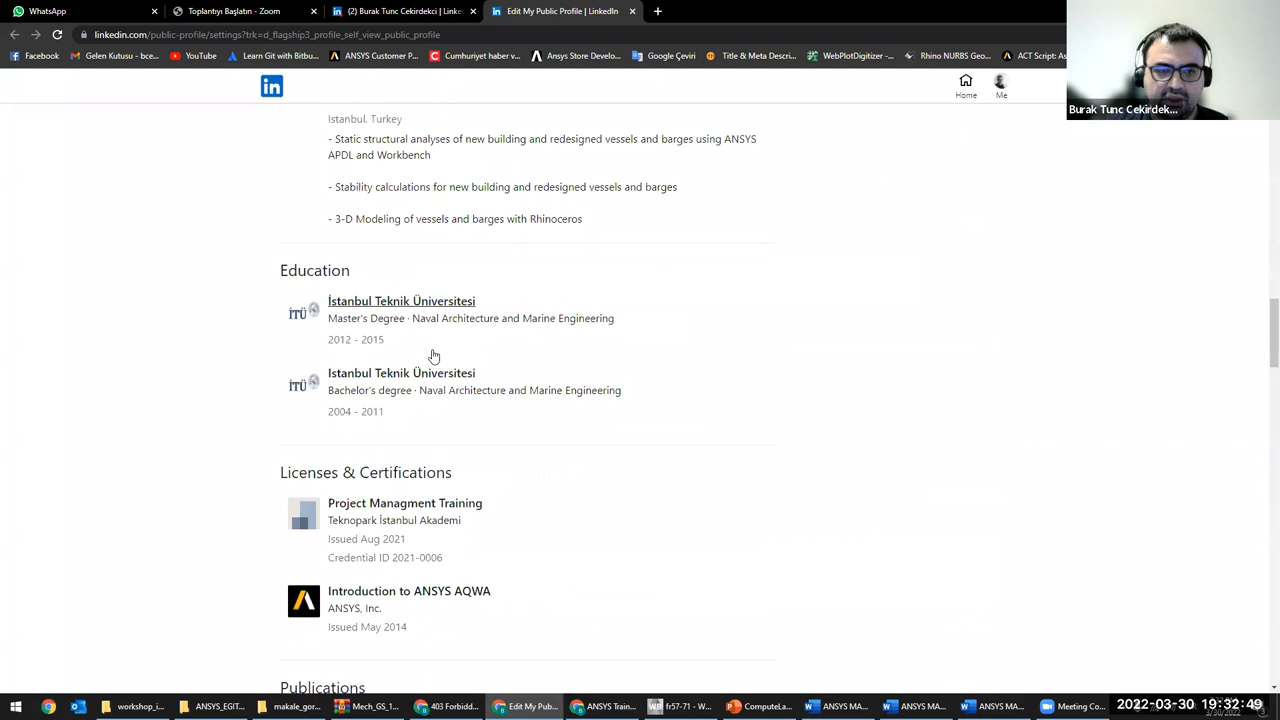 WhatsApp
Toplantıyı Başlatın - Zoom
(2) Burak Tunc Cekirdekci | Linke
Edit My Public Profile | LinkedIn
linkedin.com/public-profile/settings?trk=d_flagship3_profile_self_view_public_profile
Facebook
Gelen Kutusu - bce...
YouTube
Learn Git with Bitbu...
ANSYS Customer P...
Cumhuriyet haber v...
Ansys Store Develo...
Google Çeviri
Title & Meta Descri...
WebPlotDigitizer -...
Rhino NURBS Geo...
ACT Script: As
Burak Tunc Cekirdek...
in
Home
Me
Istanbul, Turkey
- Static structural analyses of new building and redesigned vessels and barges using ANSYS
APDL and Workbench
- Stability calculations for new building and redesigned vessels and barges
- 3-D Modeling of vessels and barges with Rhinoceros
Education
İTÜ
İstanbul Teknik Üniversitesi
Master's Degree · Naval Architecture and Marine Engineering
2012 - 2015
İTÜ
Istanbul Teknik Üniversitesi
Bachelor's degree · Naval Architecture and Marine Engineering
2004 - 2011
Licenses & Certifications
Project Managment Training
Teknopark İstanbul Akademi
Issued Aug 2021
Credential ID 2021-0006
Introduction to ANSYS AQWA
ANSYS, Inc.
Issued May 2014
Publications
workshop_i...
ANSYS_EGIT...
makale_gor...
Mech_GS_1...
403 Forbidd...
Edit My Pub...
ANSYS Train...
fr57-71 - W...
ComputeLa...
ANSYS MA...
ANSYS MA...
ANSYS MA...
Meeting Co...
2022-03-30 19:32:49